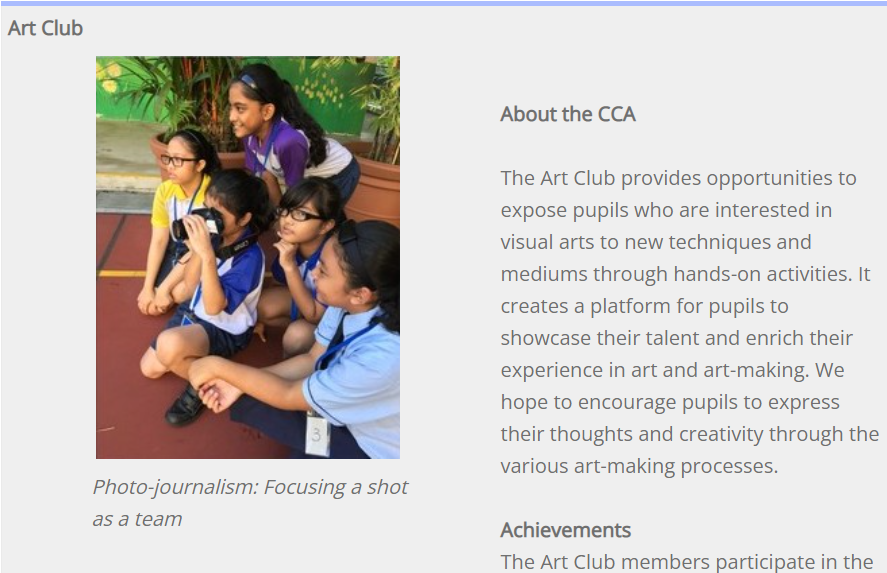 Art Club
Photo-journalism: Focusing a shot
as a team
About the CCA
The Art Club provides opportunities to
expose pupils who are interested in
visual arts to new techniques and
mediums through hands-on activities. It
creates a platform for pupils to
showcase their talent and enrich their
experience in art and art-making. We
hope to encourage pupils to express
their thoughts and creativity through the
various art-making processes.
Achievements
The Art Club members participate in the
3